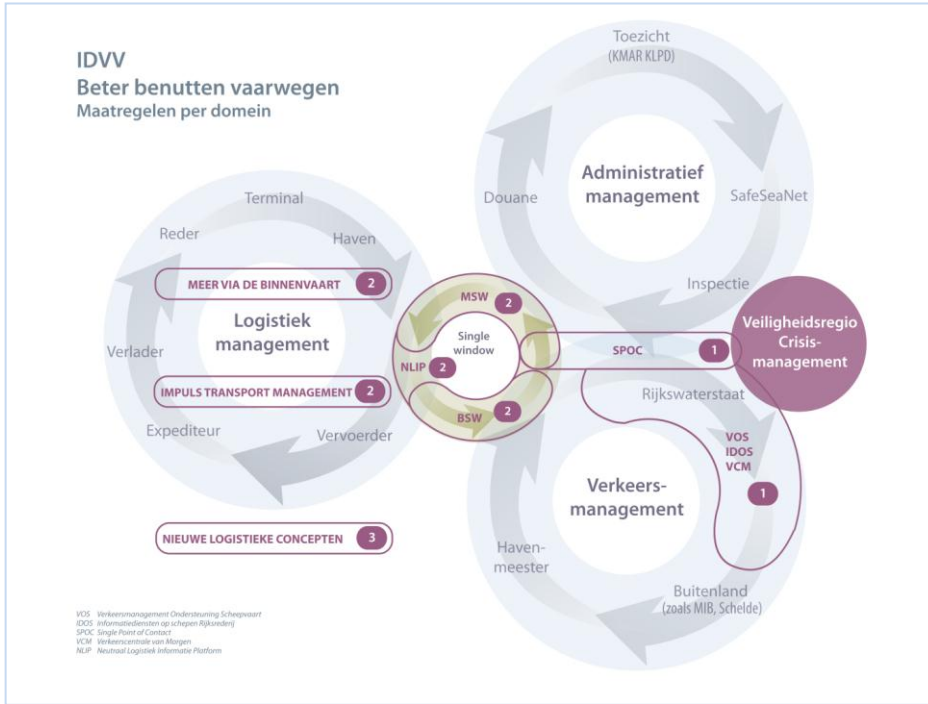 IDVV
Beter benutten vaarwegen
Maatregelen per domein
Toezicht
(KMAR KLPD)
Administratief
management
Douane
SafeSeaNet
Inspectie
Terminal
Reder
Haven
MEER VIA DE BINNENVAART 2
Logistiek
management
Verlader
IMPULS TRANSPORT MANAGEMENT 2
Expediteur
Vervoerder
NIEUWE LOGISTIEKE CONCEPTEN 3
MSW 2
Single
window
NLIP 2
BSW 2
SPOC 1
Veiligheidsregio
Crisis-
management
Rijkswaterstaat
VOS
IDOS
VCM
1
Verkeers-
management
Haven-
meester
Buitenland
(zoals MIB, Schelde)
VOS Verkeersmanagement Ondersteuning Scheepvaart
IDOS Informatiediensten op schepen Rijksrederij
SPOC Single Point of Contact
VCM Verkeerscentrale van Morgen
NLIP Neutraal Logistiek Informatie Platform